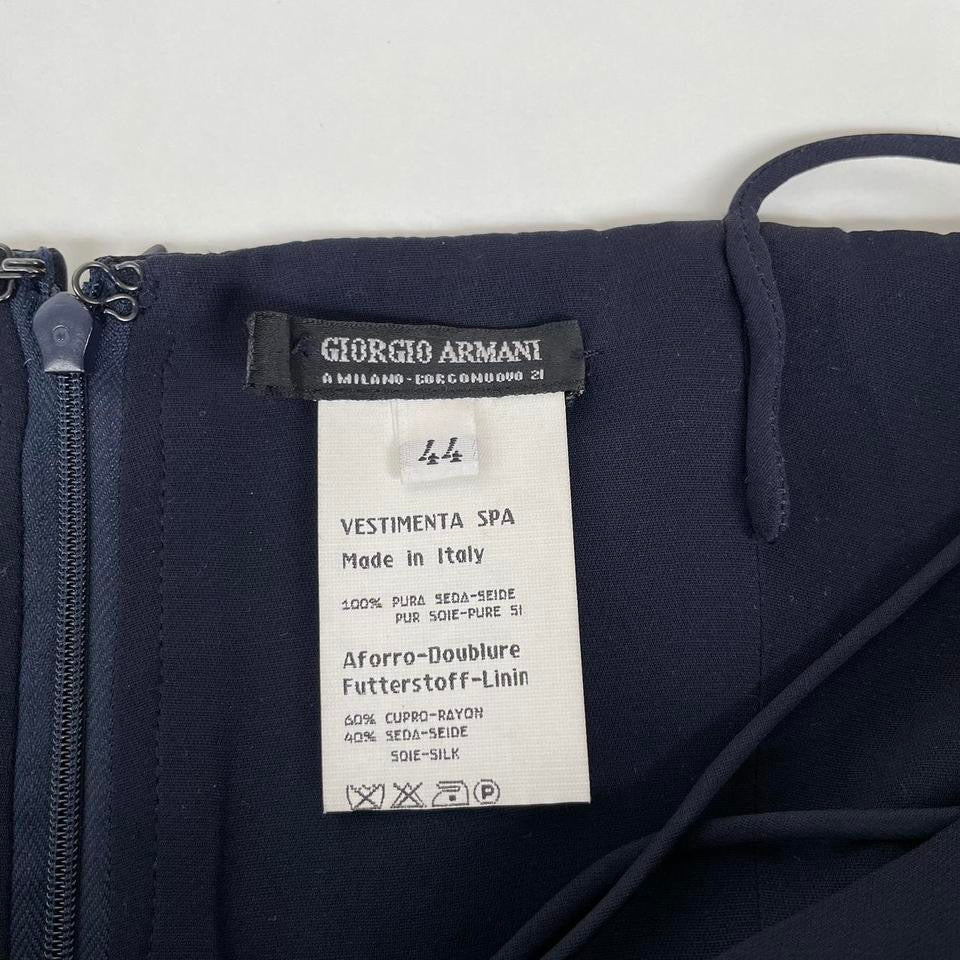 GIORGIO ARMANI
A MILANO-BORGONUOVO 21
44
VESTIMENTA SPA
Made in Italy
100% PURA SEDA-SEIDE
PUR SOIE-PURE SI
Aforro-Doublure
Futterstoff-Linin
60% CUPRO-RAYON
40% SEDA-SEIDE
SOIE-SILK
P